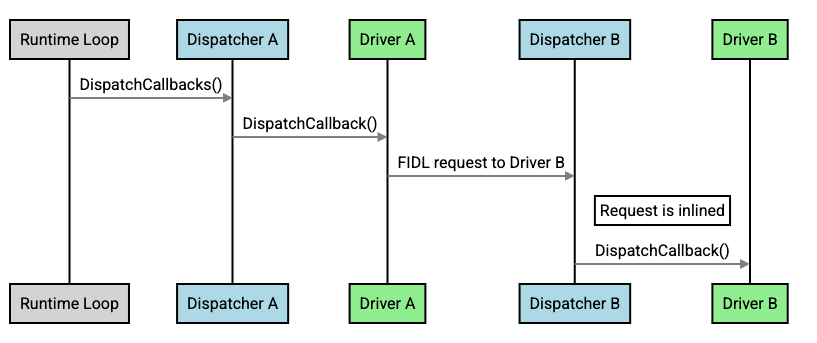 Runtime Loop
Dispatcher A
Driver A
Dispatcher B
Driver B
DispatchCallbacks()
DispatchCallback()
FIDL request to Driver B
Request is inlined
DispatchCallback()
Runtime Loop
Dispatcher A
Driver A
Dispatcher B
Driver B